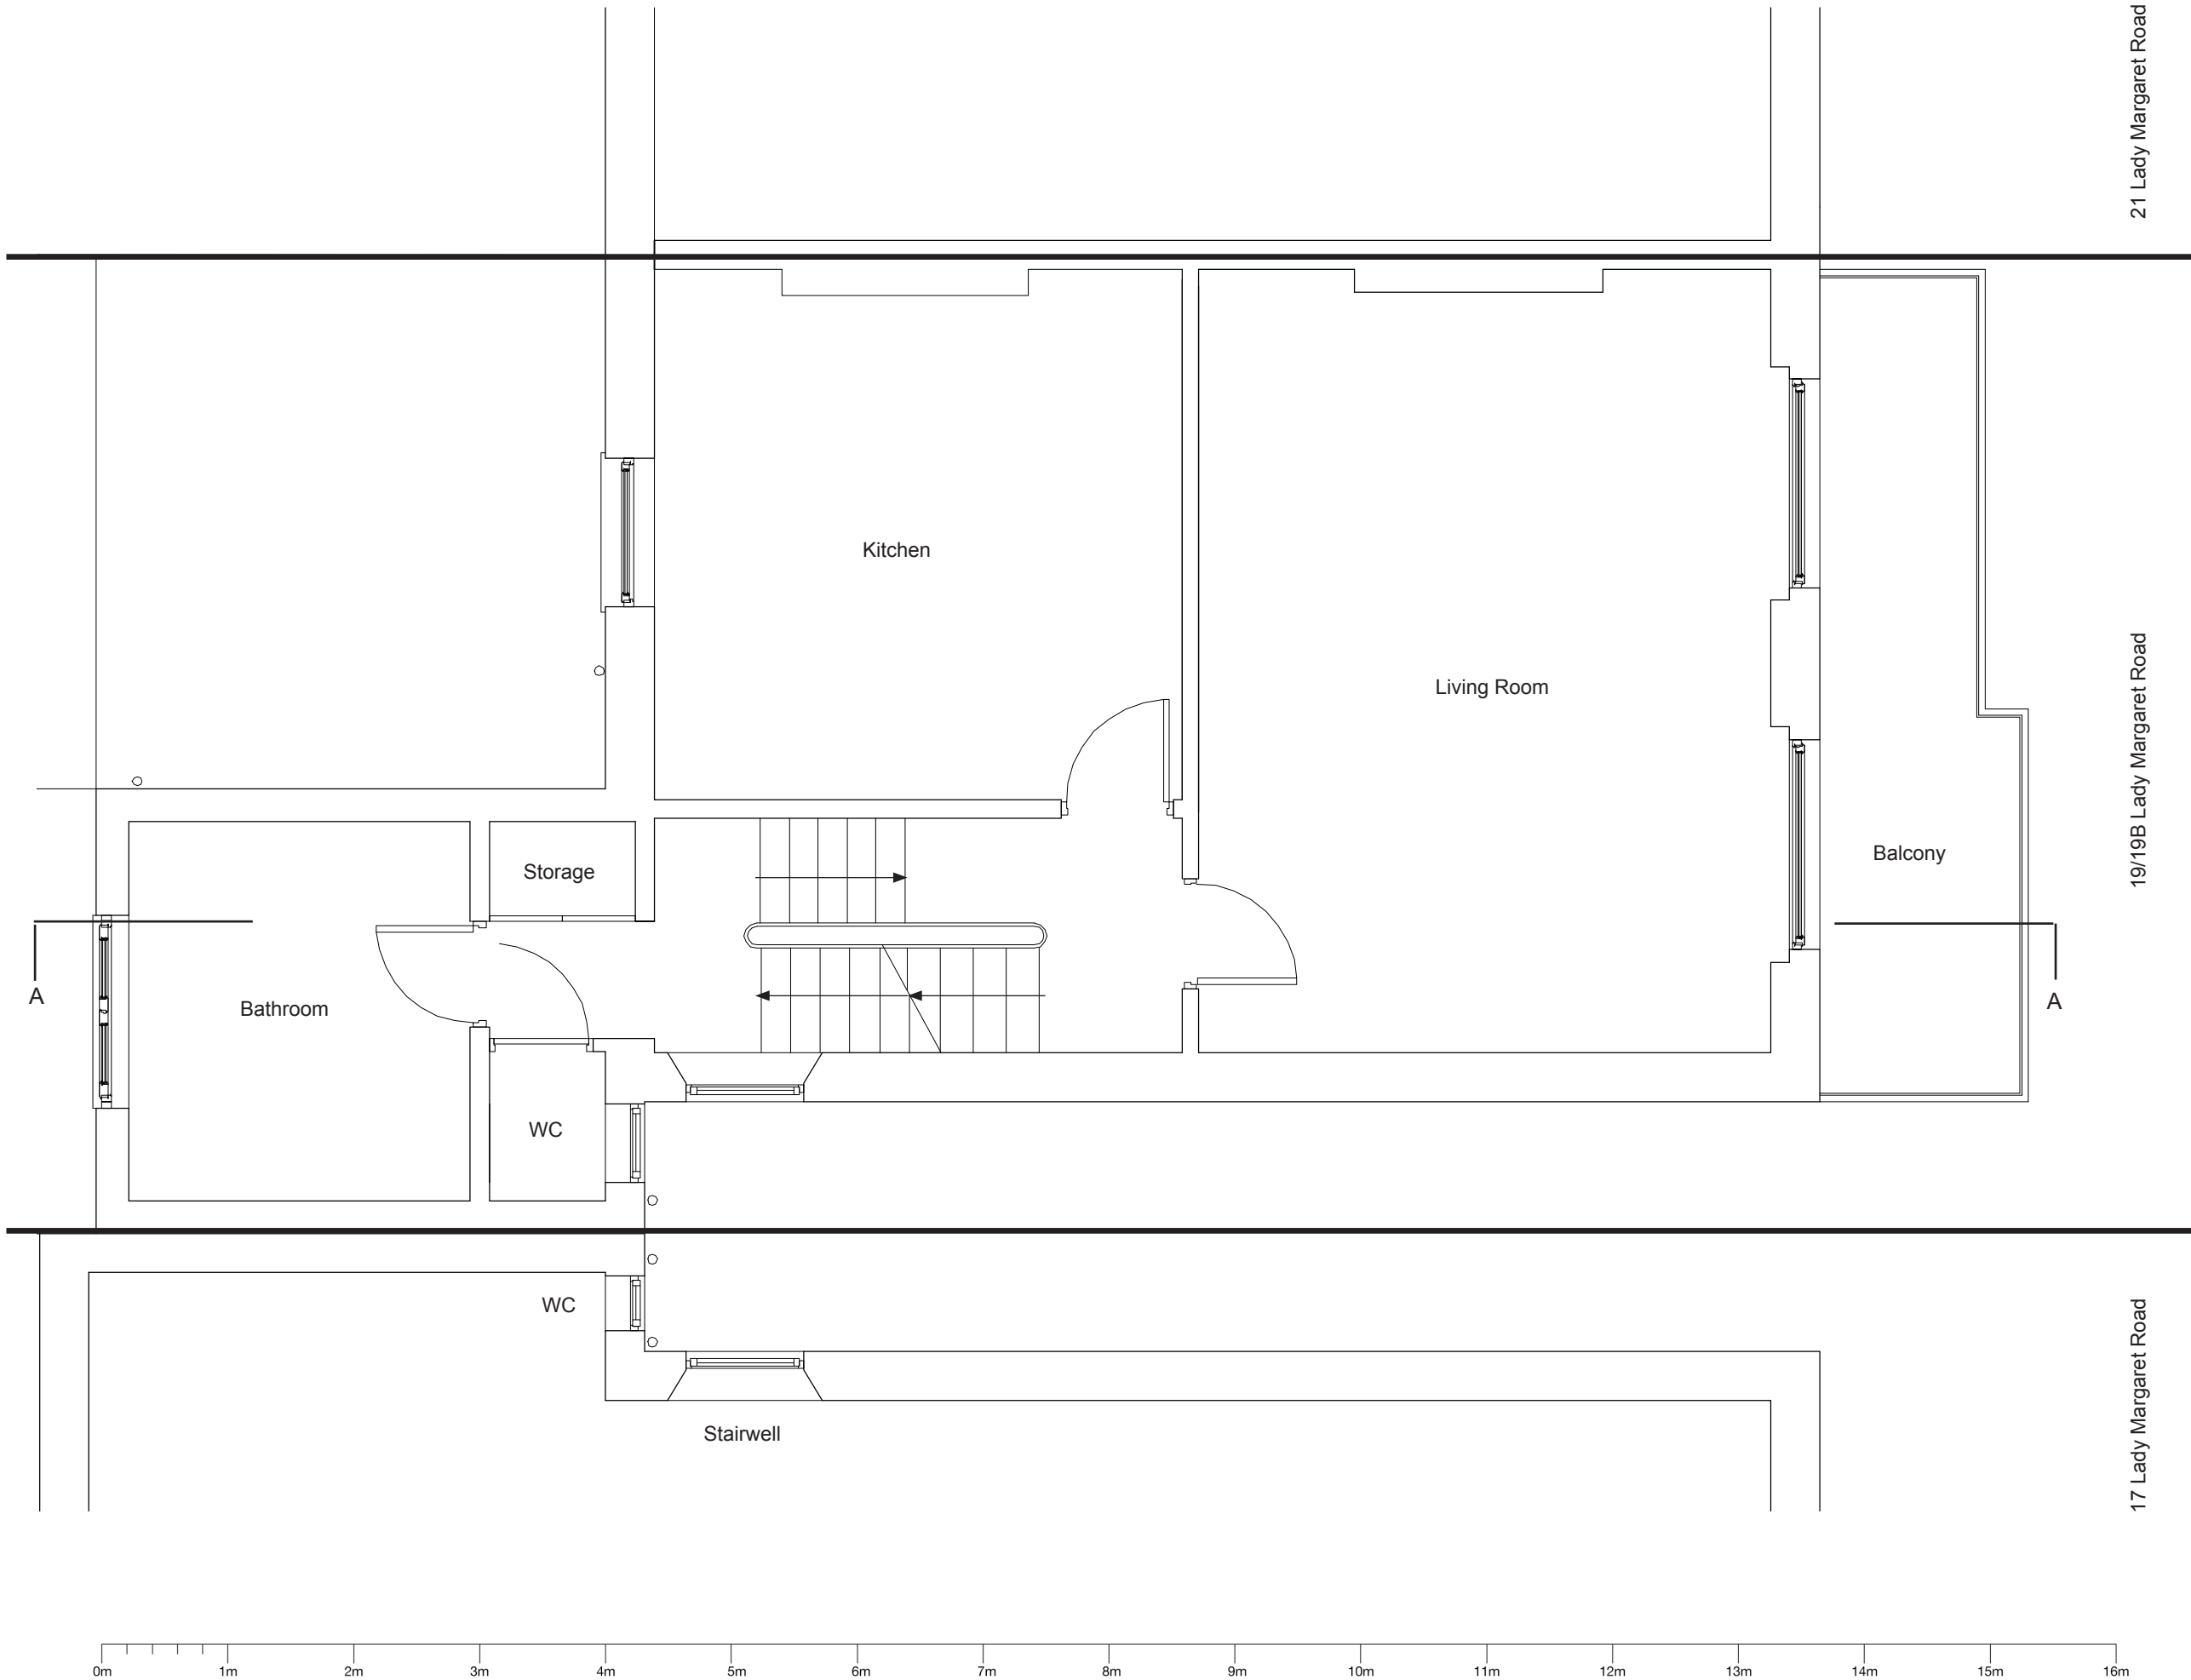 21 Lady Margaret Road
Kitchen
Living Room
19/19B Lady Margaret Road
Balcony
Storage
A
A
Bathroom
WC
WC
17 Lady Margaret Road
Stairwell
0m 1m 2m 3m 4m 5m 6m 7m 8m 9m 10m 11m 12m 13m 14m 15m 16m